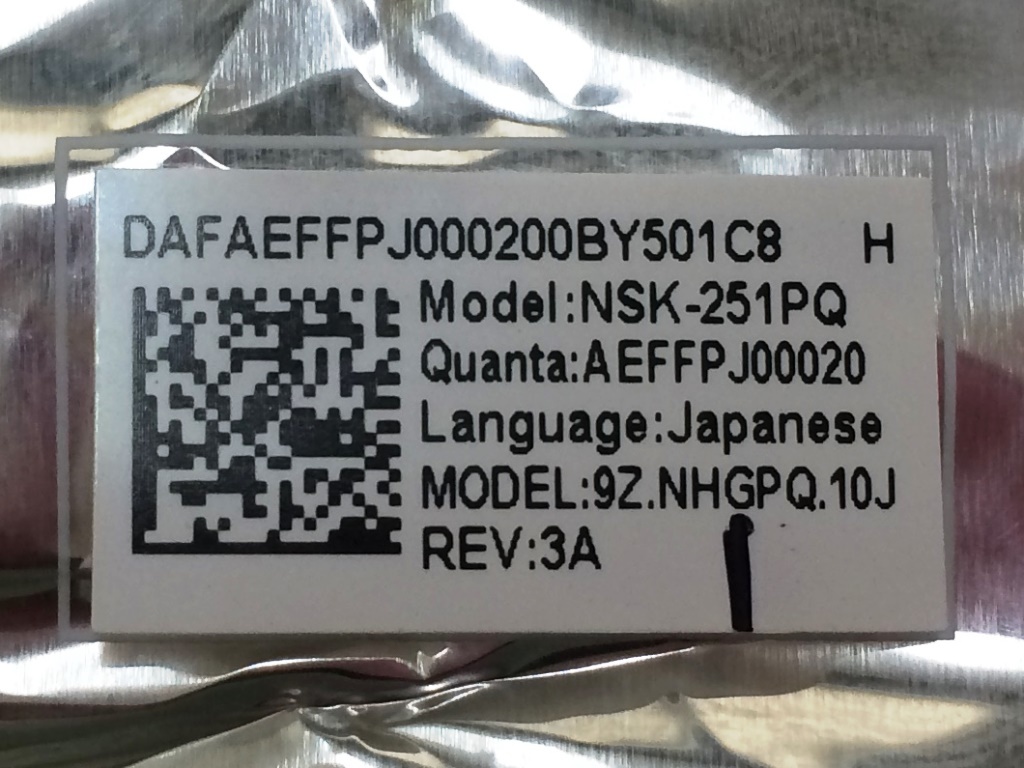 DAFAEFFPJ000200BY501C8 H
Model:NSK-251PQ
Quanta:AEFFPJ00020
Language:Japanese
MODEL:9Z.NHGPQ.10J
REV:3A